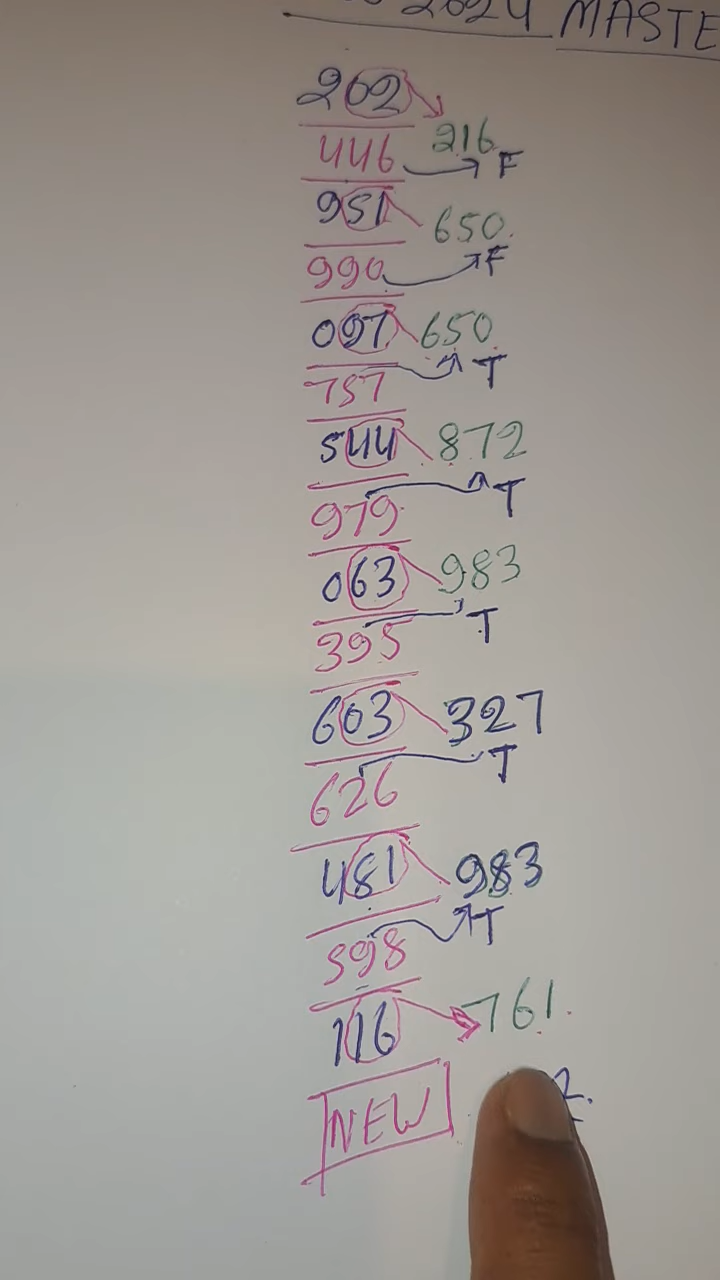 2024 MASTE
202
216
446 F
951
650.
990 F
097 650
757 T
544 872
979 T
063 983
395 T
603 327
626 T
481 983
598 T
116 761.
NEW 2.